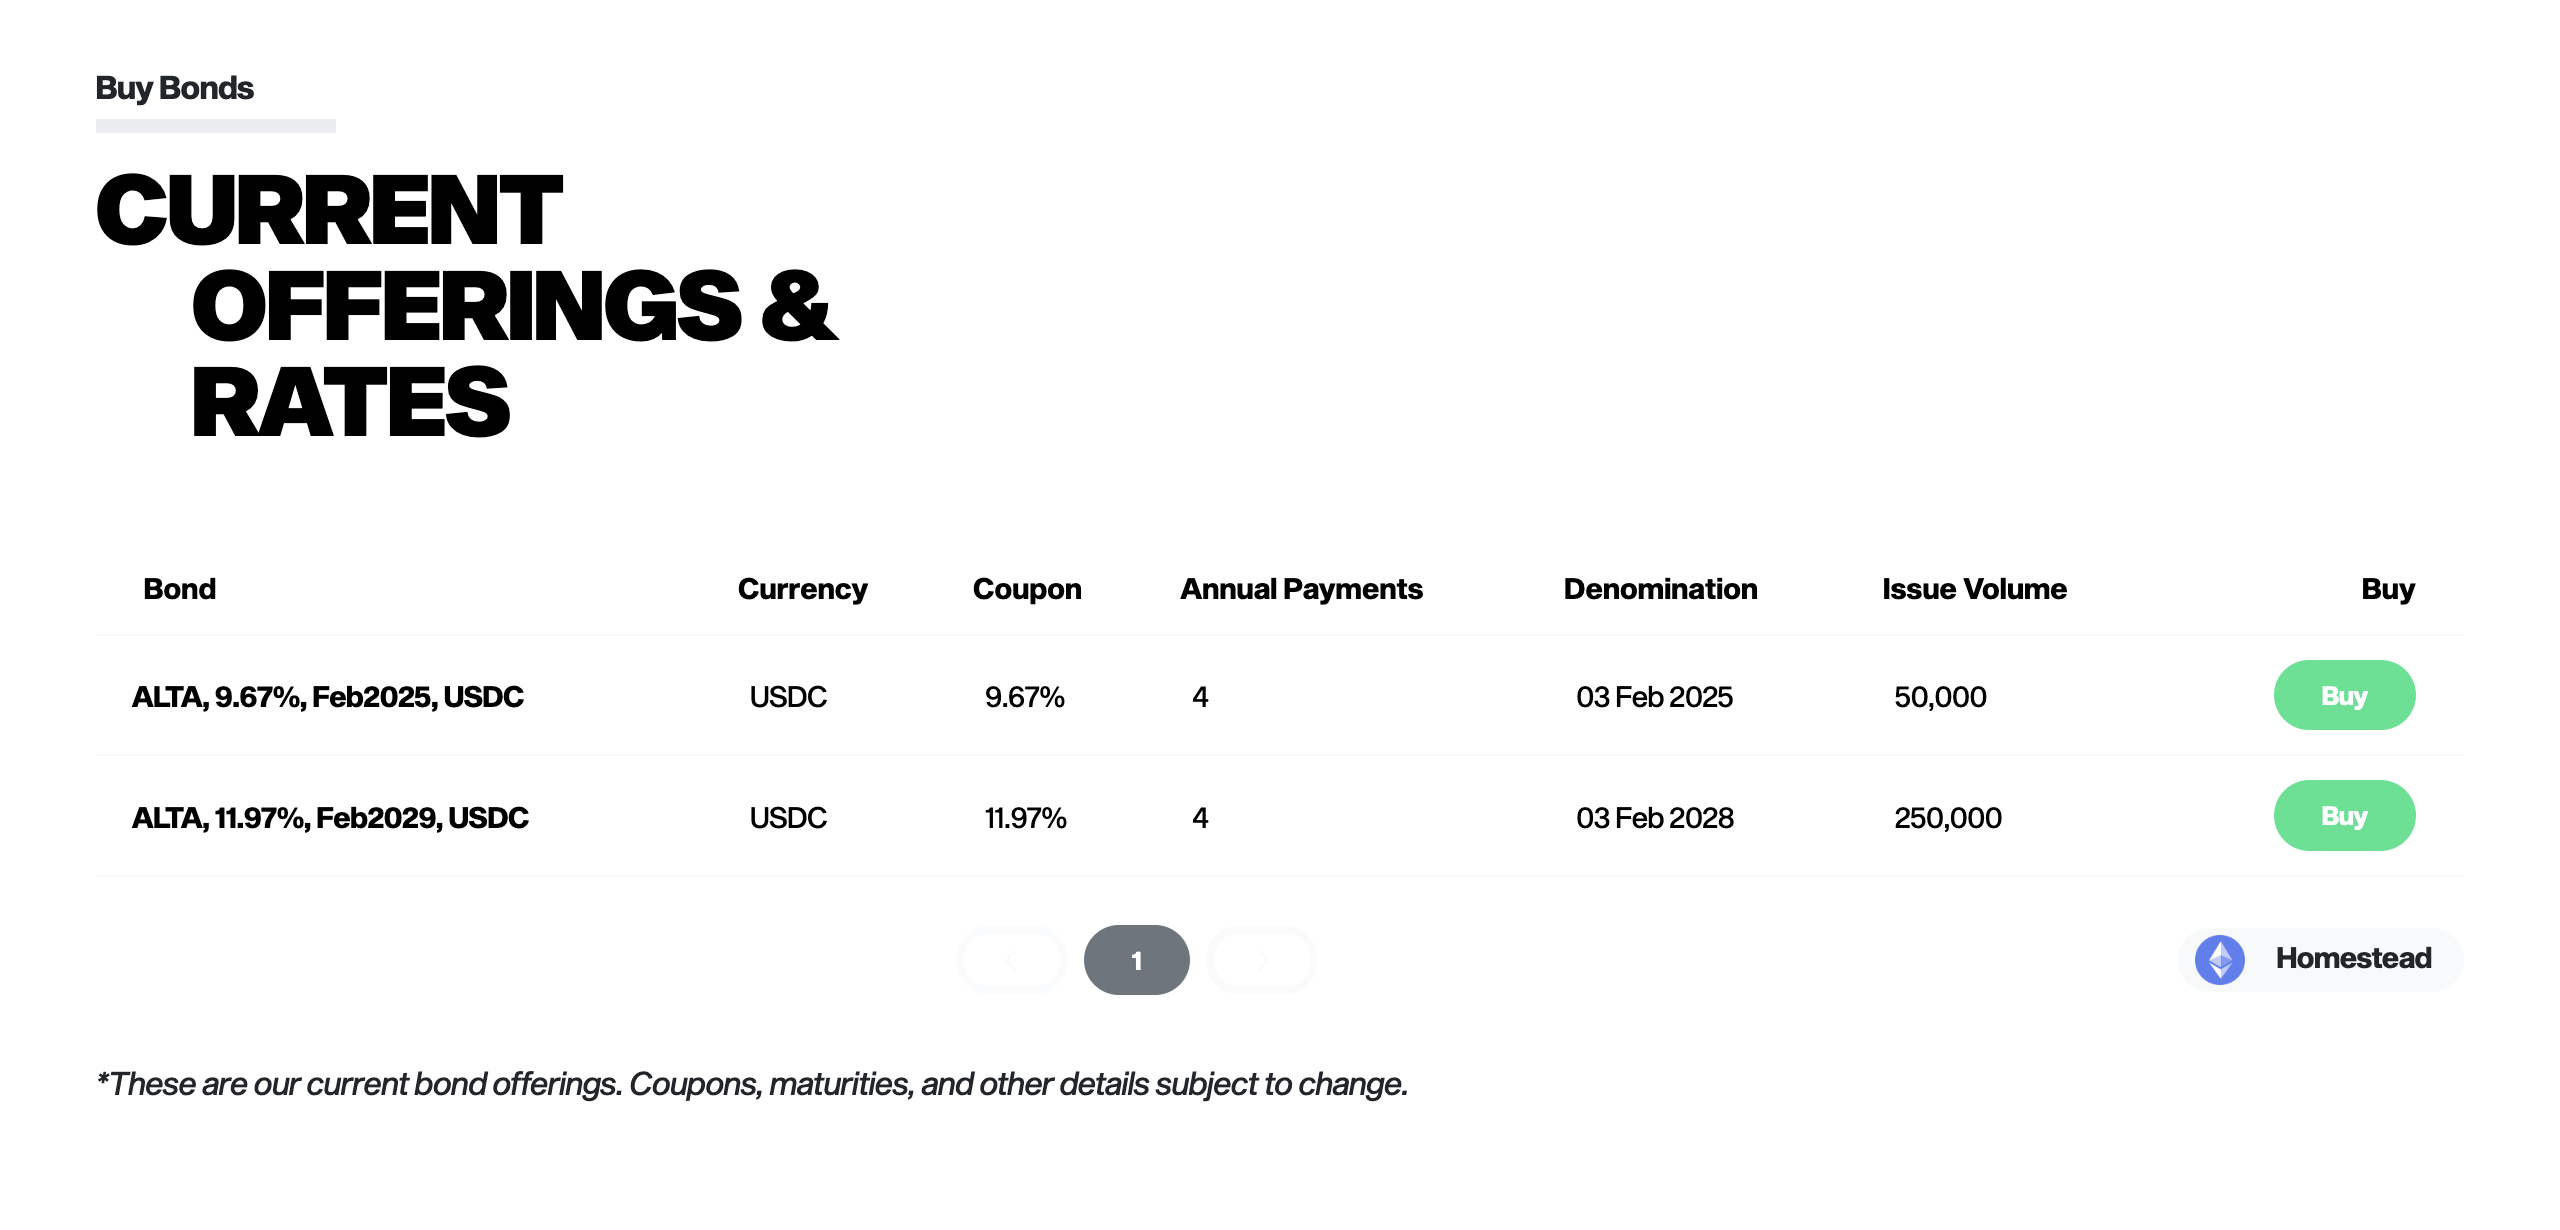 Buy Bonds
CURRENT
OFFERINGS &
RATES
Bond Currency Coupon Annual Payments Denomination Issue Volume Buy
ALTA, 9.67%, Feb2025, USDC USDC 9.67% 4 03 Feb 2025 50,000 Buy
ALTA, 11.97%, Feb2029, USDC USDC 11.97% 4 03 Feb 2028 250,000 Buy
1 Homestead
*These are our current bond offerings. Coupons, maturities, and other details subject to change.